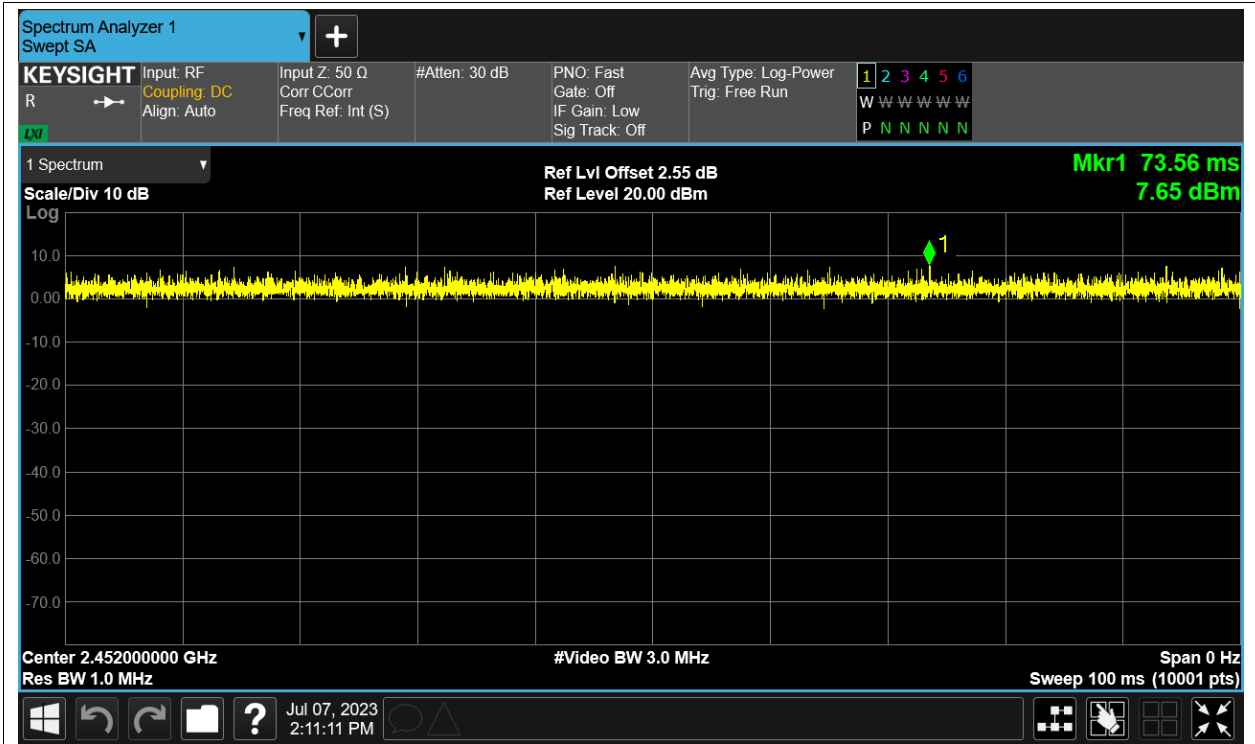 Spectrum Analyzer 1
Swept SA
KEYSIGHT
R
LXI
Input: RF
Coupling: DC
Align: Auto
Input Z: 50 Ω
Corr CCorr
Freq Ref: Int (S)
#Atten: 30 dB
PNO: Fast
Gate: Off
IF Gain: Low
Sig Track: Off
Avg Type: Log-Power
Trig: Free Run
1 2 3 4 5 6
W W W W W W
P N N N N N
1 Spectrum
Scale/Div 10 dB
Ref Lvl Offset 2.55 dB
Ref Level 20.00 dBm
Mkr1 73.56 ms
7.65 dBm
Log
1
10.0
0.00
-10.0
-20.0
-30.0
-40.0
-50.0
-60.0
-70.0
Center 2.452000000 GHz
#Video BW 3.0 MHz
Span 0 Hz
Res BW 1.0 MHz
Sweep 100 ms (10001 pts)
?
Jul 07, 2023
2:11:11 PM